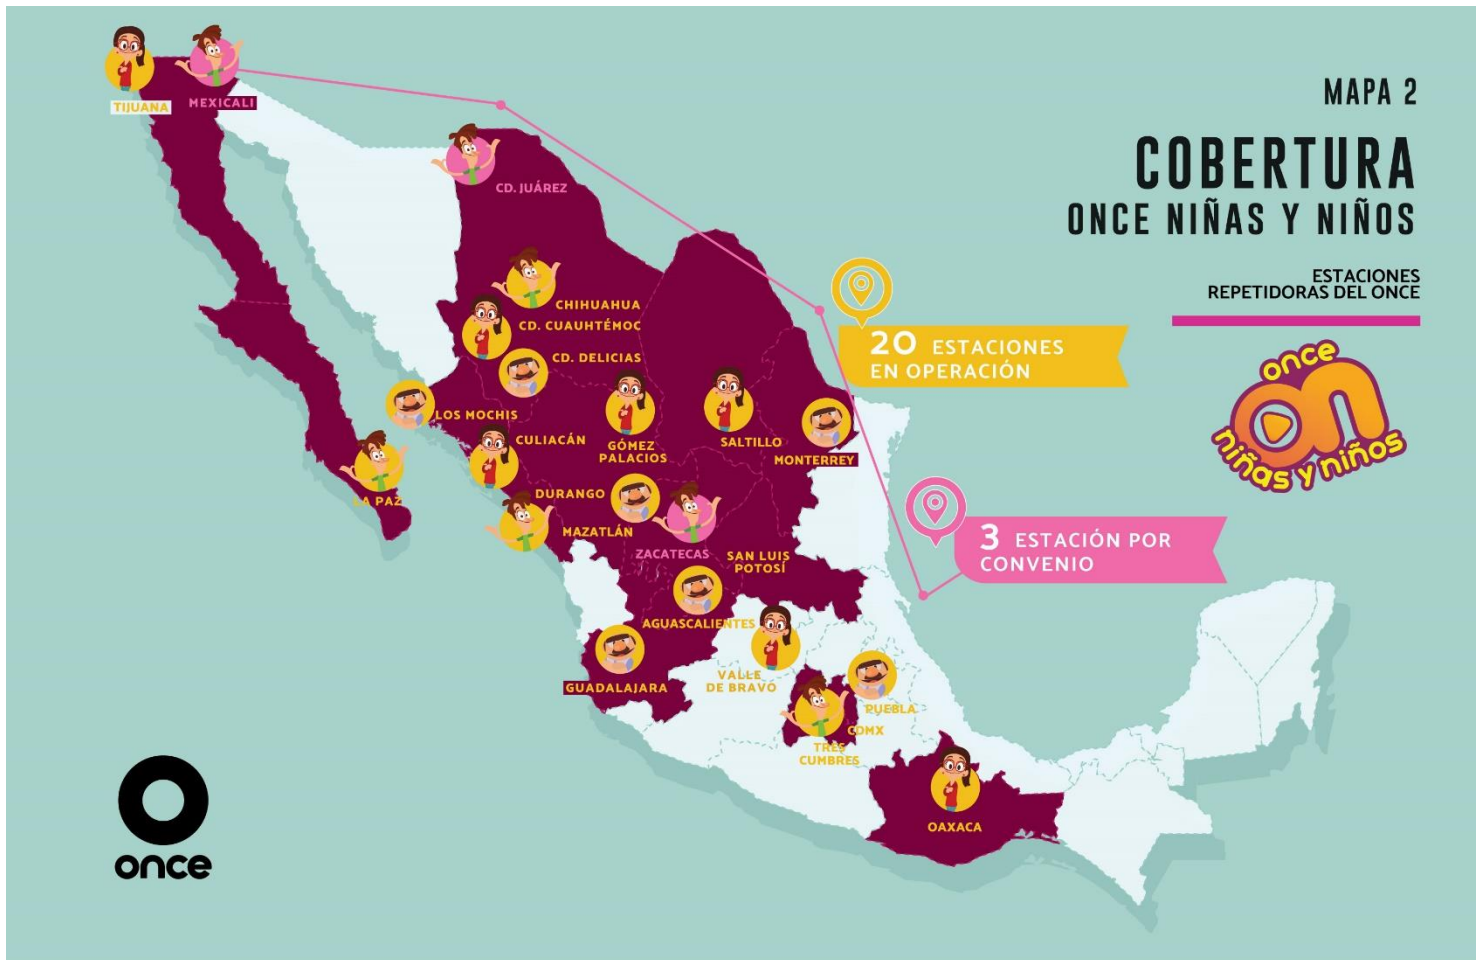 MAPA 2
COBERTURA
ONCE NIÑAS Y NIÑOS
ESTACIONES
REPETIDORAS DEL ONCE
once
on
niñas y niños
20 ESTACIONES
EN OPERACIÓN
3 ESTACIÓN POR
CONVENIO
TIJUANA
MEXICALI
CD. JUÁREZ
CHIHUAHUA
CD. CUAUHTÉMOC
CD. DELICIAS
LOS MOCHIS
CULIACÁN
GÓMEZ
PALACIOS
SALTILLO
MONTERREY
LA PAZ
DURANGO
MAZATLÁN
ZACATECAS
SAN LUIS
POTOSÍ
AGUASCALIENTES
GUADALAJARA
VALLE
DE BRAVO
PUEBLA
CDMX
TRES
CUMBRES
OAXACA
once